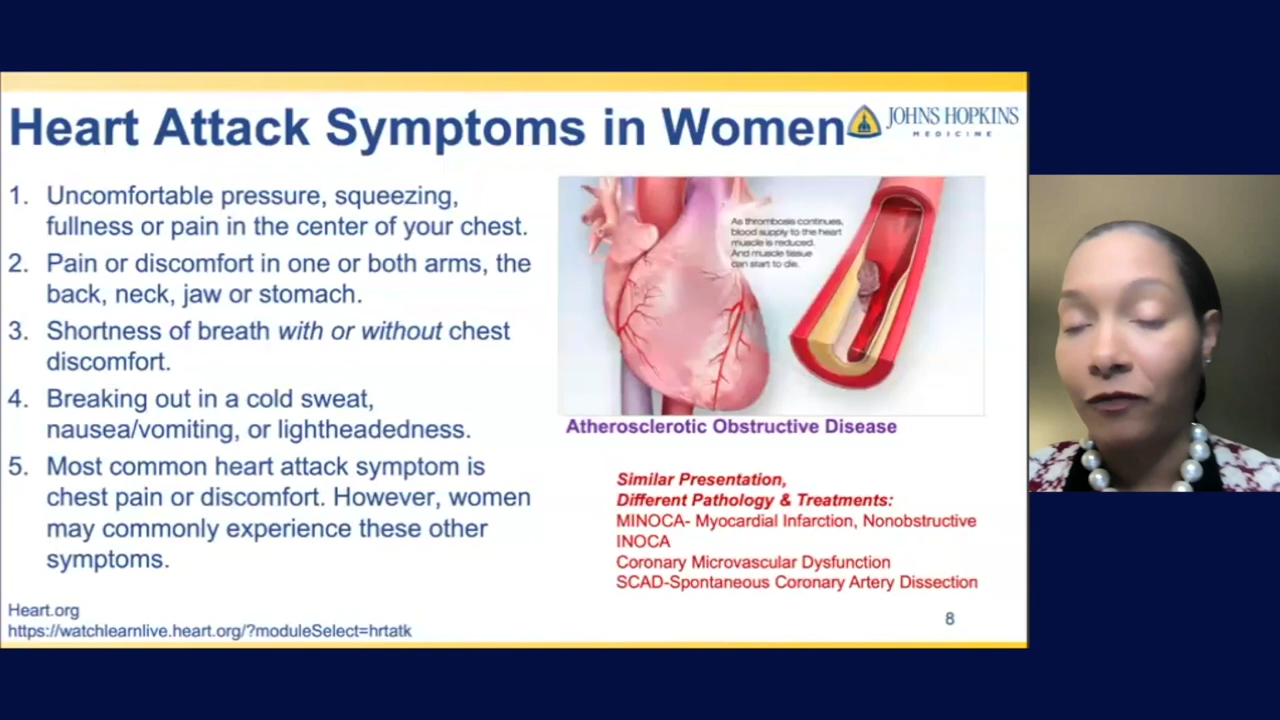 Heart Attack Symptoms in Women
JOHNS HOPKINS
MEDICINE
1. Uncomfortable pressure, squeezing,
fullness or pain in the center of your chest.
2. Pain or discomfort in one or both arms, the
back, neck, jaw or stomach.
3. Shortness of breath with or without chest
discomfort.
4. Breaking out in a cold sweat,
nausea/vomiting, or lightheadedness.
5. Most common heart attack symptom is
chest pain or discomfort. However, women
may commonly experience these other
symptoms.
As thrombosis continues,
blood supply to the heart
muscle is reduced.
And muscle tissue
can start to die.
Atherosclerotic Obstructive Disease
Similar Presentation,
Different Pathology & Treatments:
MINOCA- Myocardial Infarction, Nonobstructive
INOCA
Coronary Microvascular Dysfunction
SCAD-Spontaneous Coronary Artery Dissection
Heart.org
https://watchlearnlive.heart.org/?moduleSelect=hrtatk
8